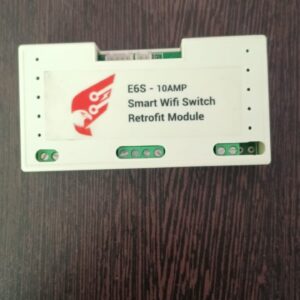 E6S - 10AMP
Smart Wifi Switch
Retrofit Module